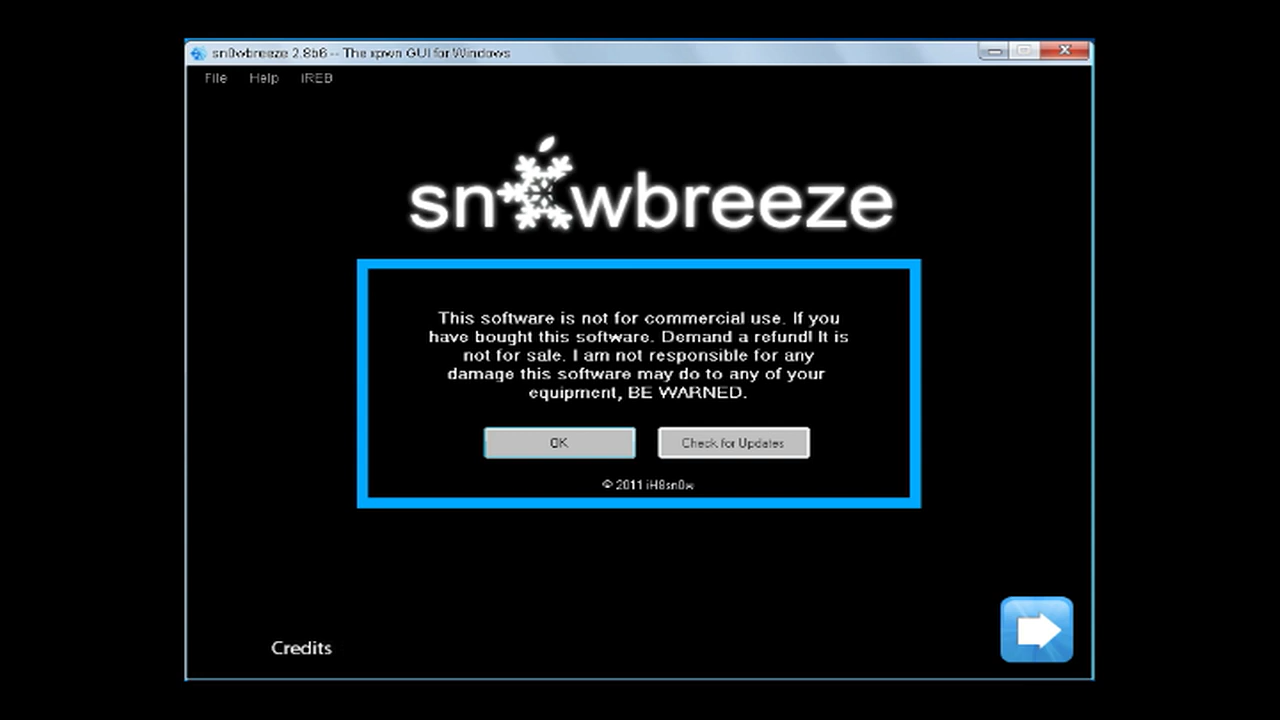 sn0wbreeze 2.8b6 -- The xpwn GUI for Windows
File Help iREB
sn0wbreeze
This software is not for commercial use. If you
have bought this software. Demand a refund! It is
not for sale. I am not responsible for any
damage this software may do to any of your
equipment, BE WARNED.
OK Check for Updates
© 2011 iH8sn0w
Credits